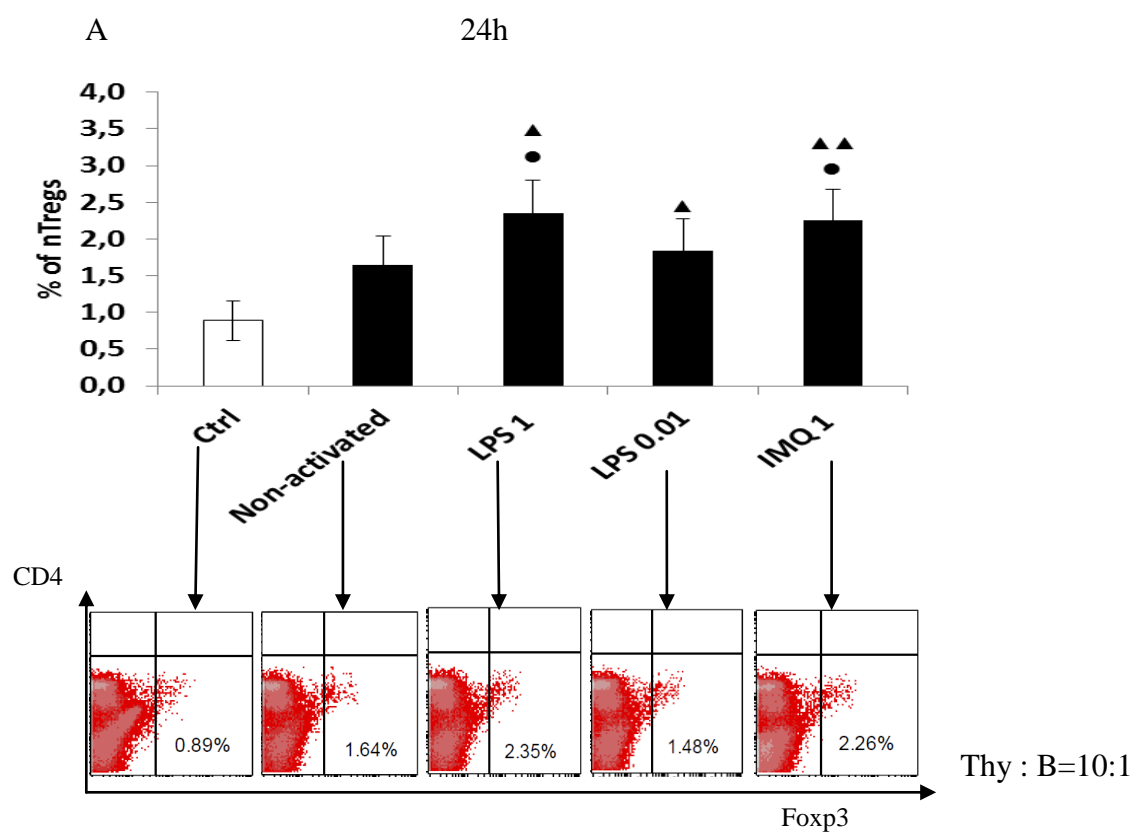 A 24h
4,0
3,5
3,0
2,5
2,0
1,5
1,0
0,5
0,0
% of nTregs
Ctrl
Non-activated
LPS 1
LPS 0.01
IMQ 1
CD4
0.89%
1.64%
2.35%
1.48%
2.26%
Thy : B=10:1
Foxp3